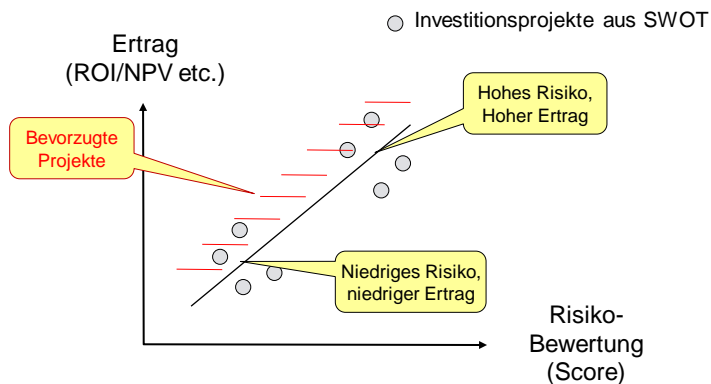 Investitionsprojekte aus SWOT
Ertrag
(ROI/NPV etc.)
Hohes Risiko,
Hoher Ertrag
Bevorzugte
Projekte
Niedriges Risiko,
niedriger Ertrag
Risiko-
Bewertung
(Score)